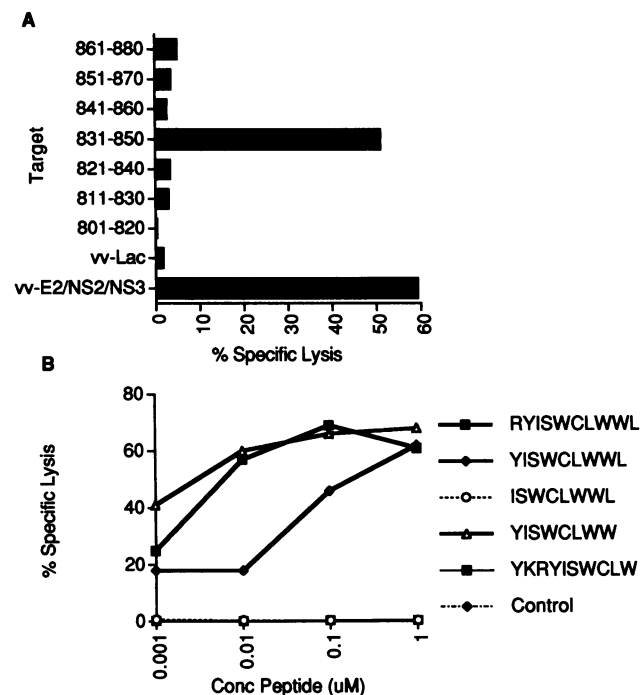 A
Target
861-880
851-870
841-860
831-850
821-840
811-830
801-820
vv-Lac
vv-E2/NS2/NS3
0 10 20 30 40 50 60
% Specific Lysis
B
% Specific Lysis
80
60
40
20
0
0.001 0.01 0.1 1
Conc Peptide (uM)
RYISWCLWWL
YISWCLWWL
ISWCLWWL
YISWCLWW
YKRYISWCLW
Control